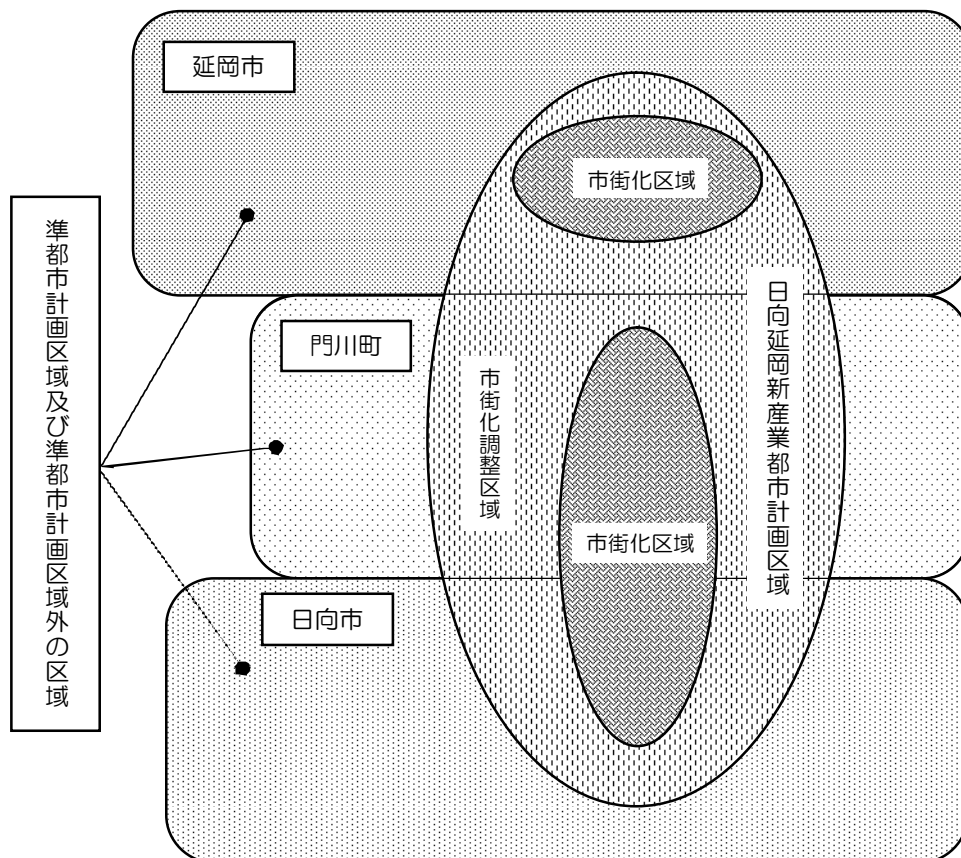 延岡市
市街化区域
準都市計画区域及び準都市計画区域外の区域
日向延岡新産業都市計画区域
門川町
市街化調整区域
市街化区域
日向市